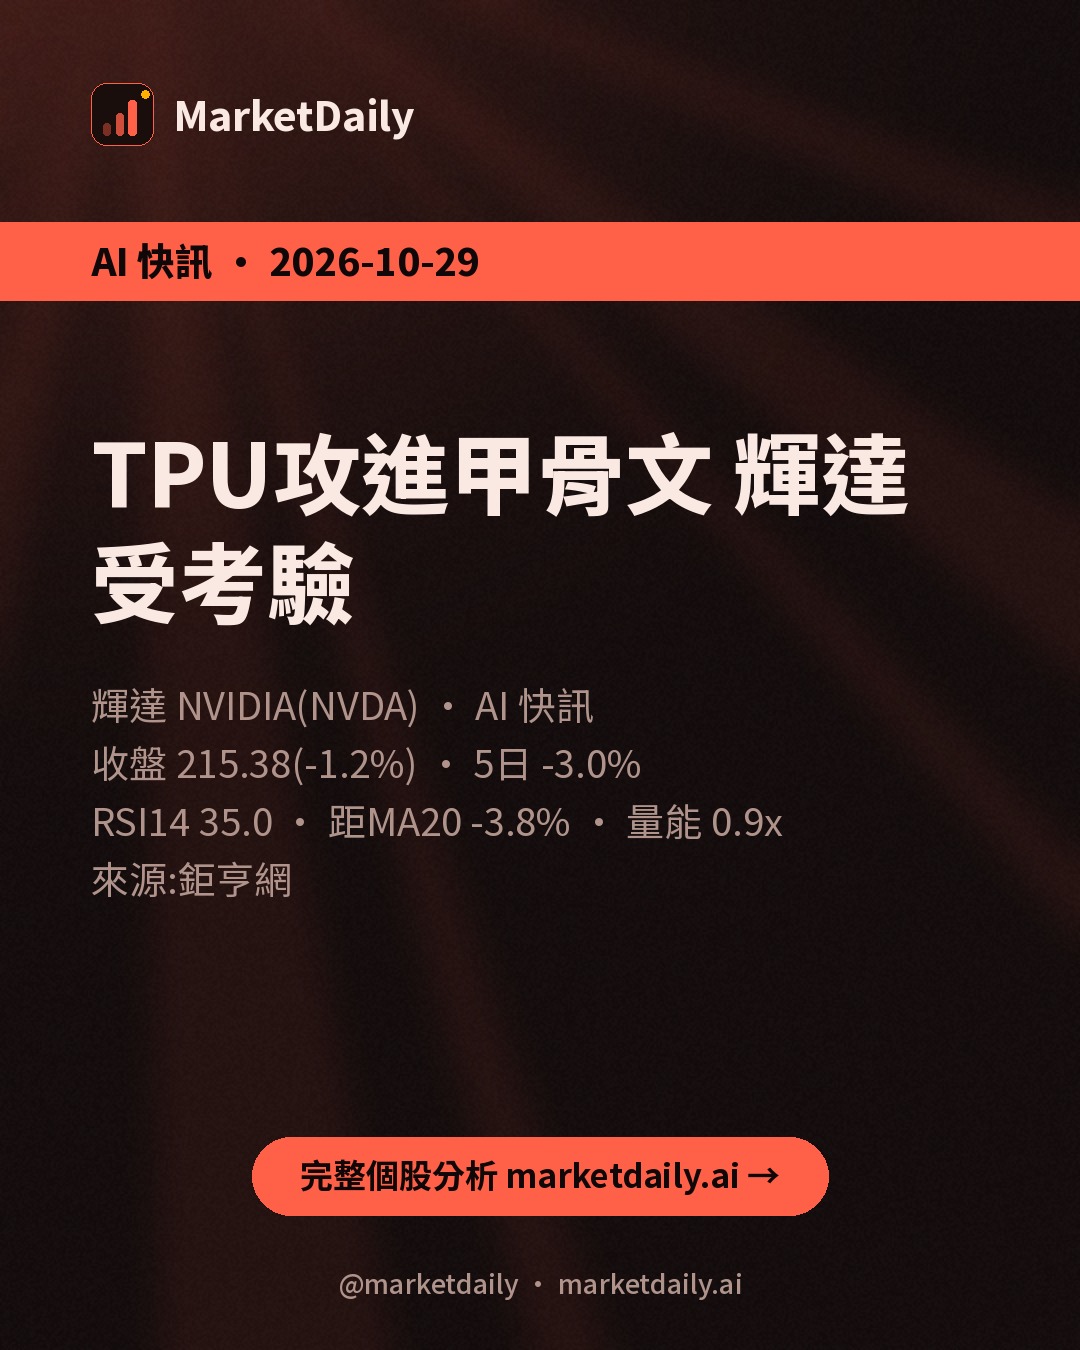 MarketDaily
AI 快訊 · 2026-10-29
TPU攻進甲骨文 輝達
受考驗
輝達 NVIDIA(NVDA) · AI 快訊
收盤 215.38(-1.2%) · 5日 -3.0%
RSI14 35.0 · 距MA20 -3.8% · 量能 0.9x
來源:鉅亨網
完整個股分析 marketdaily.ai →
@marketdaily · marketdaily.ai